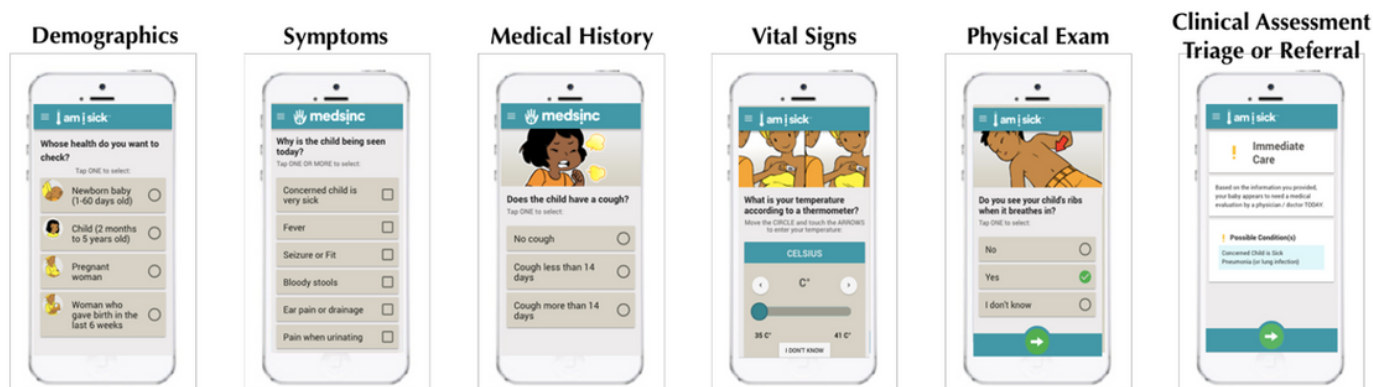 Demographics
Symptoms
Medical History
Vital Signs
Physical Exam
Clinical Assessment
Triage or Referral
am i sick
Whose health do you want to
check?
Tap ONE to select:
Newborn baby
(1-60 days old)
Child (2 months
to 5 years old)
Pregnant
woman
Woman who
gave birth in the
last 6 weeks
medsinc
Why is the child being seen
today?
Tap ONE OR MORE to select:
Concerned child is
very sick
Fever
Seizure or Fit
Bloody stools
Ear pain or drainage
Pain when urinating
medsinc
Does the child have a cough?
Tap ONE to select:
No cough
Cough less than 14
days
Cough more than 14
days
am i sick
What is your temperature
according to a thermometer?
Move the CIRCLE and touch the ARROWS
to enter your temperature:
CELSIUS
C°
35 C°
41 C°
I DON'T KNOW
am i sick
Do you see your child's ribs
when it breathes in?
Tap ONE to select:
No
Yes
I don't know
am i sick
Immediate
Care
Based on the information you provided,
your baby appears to need a medical
evaluation by a physician / doctor TODAY.
Possible Condition(s)
Concerned Child is Sick
Pneumonia (or lung infection)